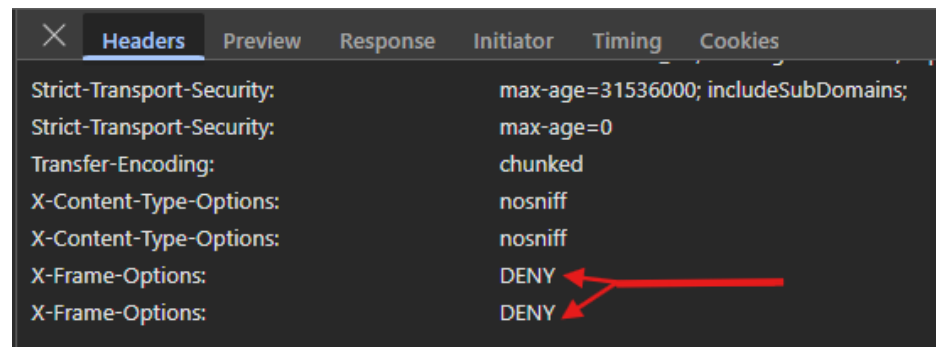 Headers Preview Response Initiator Timing Cookies
Strict-Transport-Security: max-age=31536000; includeSubDomains;
Strict-Transport-Security: max-age=0
Transfer-Encoding: chunked
X-Content-Type-Options: nosniff
X-Content-Type-Options: nosniff
X-Frame-Options: DENY
X-Frame-Options: DENY